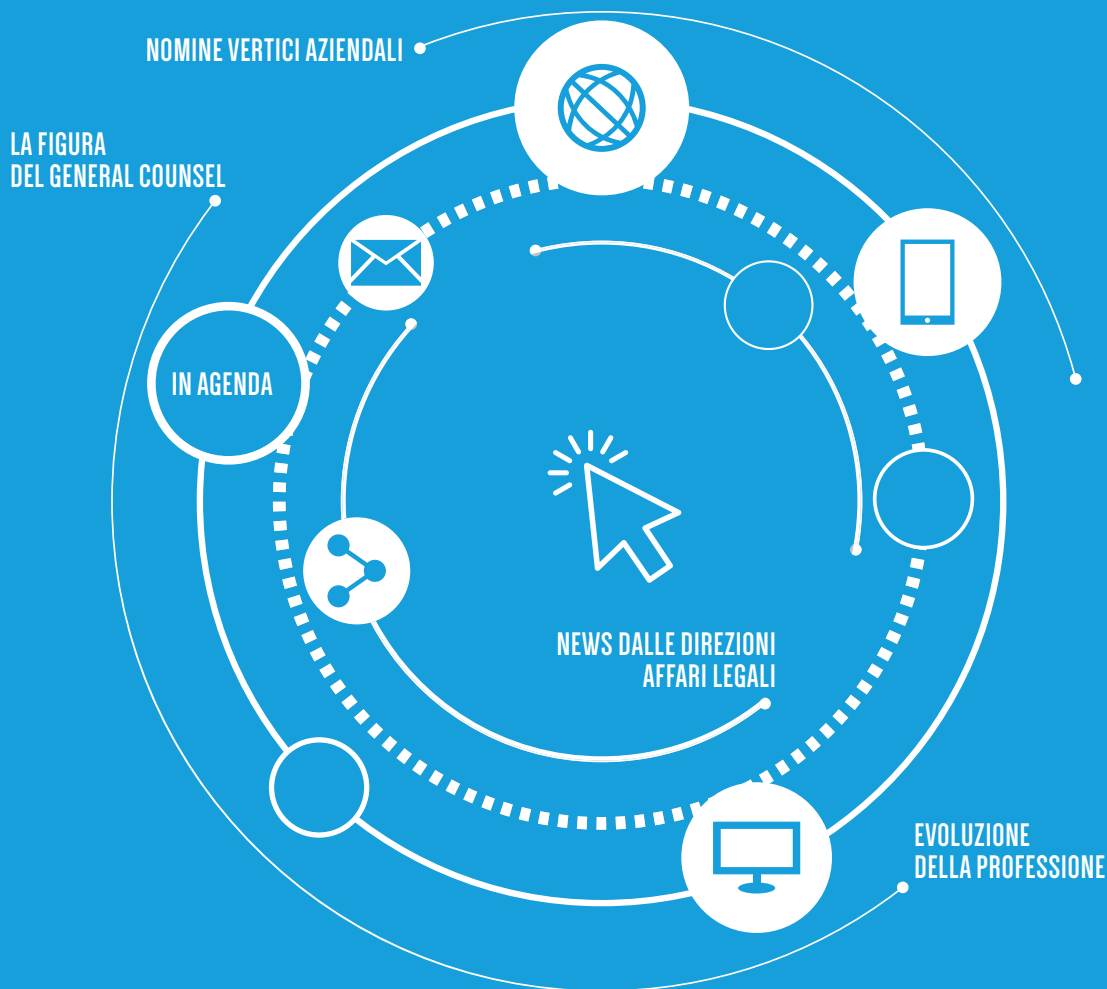 NOMINE VERTICI AZIENDALI
LA FIGURA
DEL GENERAL COUNSEL
IN AGENDA
NEWS DALLE DIREZIONI
AFFARI LEGALI
EVOLUZIONE
DELLA PROFESSIONE